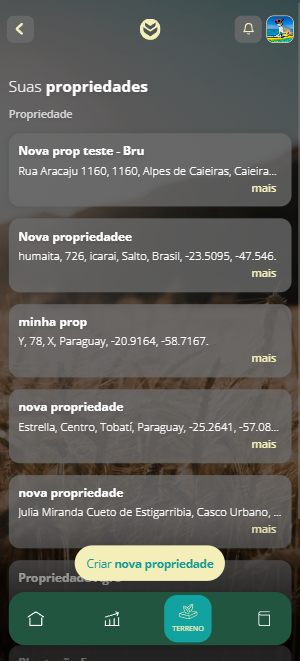 Suas propriedades
Propriedade
Nova prop teste - Bru
Rua Aracaju 1160, 1160, Alpes de Caieiras, Caieira...
mais
Nova propriedadee
humaita, 726, icarai, Salto, Brasil, -23.5095, -47.546.
mais
minha prop
Y, 78, X, Paraguay, -20.9164, -58.7167.
mais
nova propriedade
Estrella, Centro, Tobatí, Paraguay, -25.2641, -57.08...
mais
nova propriedade
Julia Miranda Cueto de Estigarribia, Casco Urbano, ...
mais
Criar nova propriedade
TERRENO